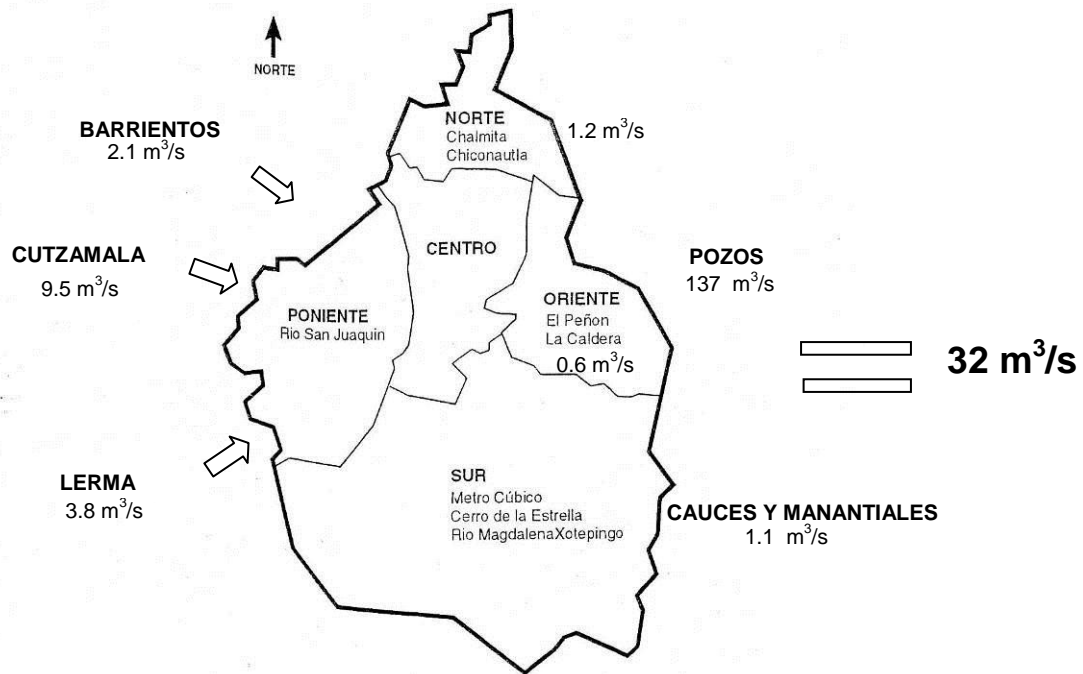 NORTE
BARRIENTOS
2.1 m³/s
NORTE
Chalmita
Chiconautla
1.2 m³/s
CUTZAMALA
9.5 m³/s
CENTRO
POZOS
137 m³/s
PONIENTE
Rio San Juaquin
ORIENTE
El Peñon
La Caldera
0.6 m³/s
32 m³/s
LERMA
3.8 m³/s
SUR
Metro Cúbico
Cerro de la Estrella
Rio MagdalenaXotepingo
CAUCES Y MANANTIALES
1.1 m³/s